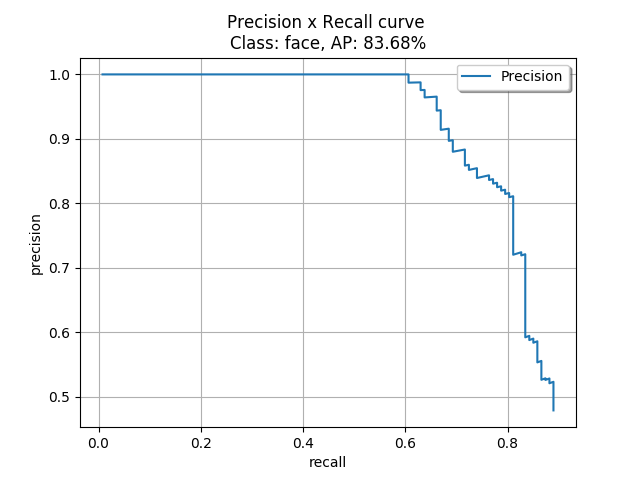 Precision x Recall curve
Class: face, AP: 83.68%
Precision
precision
1.0
0.9
0.8
0.7
0.6
0.5
0.0 0.2 0.4 0.6 0.8
recall